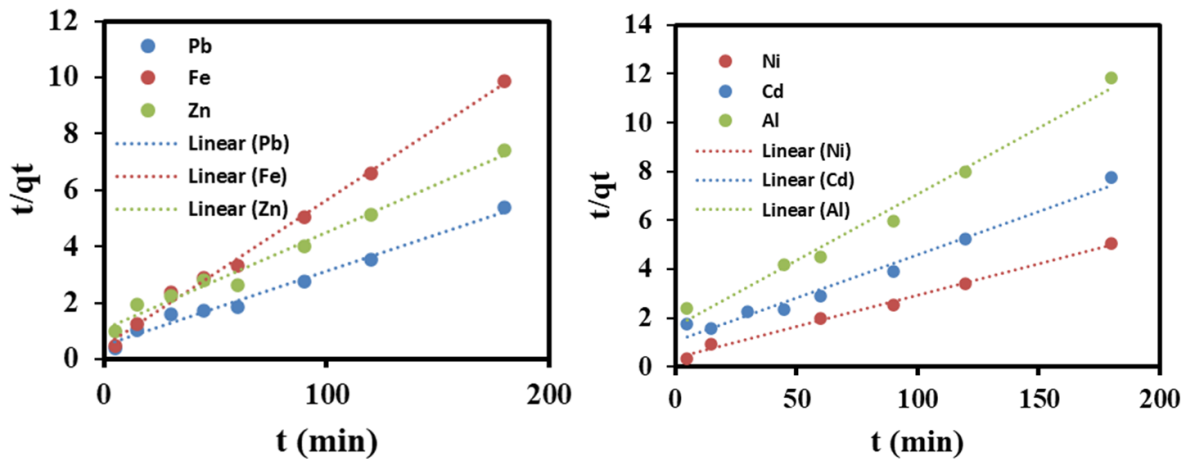 12
10
8
6
4
2
0
t/qt
Pb
Fe
Zn
Linear (Pb)
Linear (Fe)
Linear (Zn)
0
100
200
t (min)
14
12
10
8
6
4
2
0
t/qt
Ni
Cd
Al
Linear (Ni)
Linear (Cd)
Linear (Al)
0
50
100
150
200
t (min)